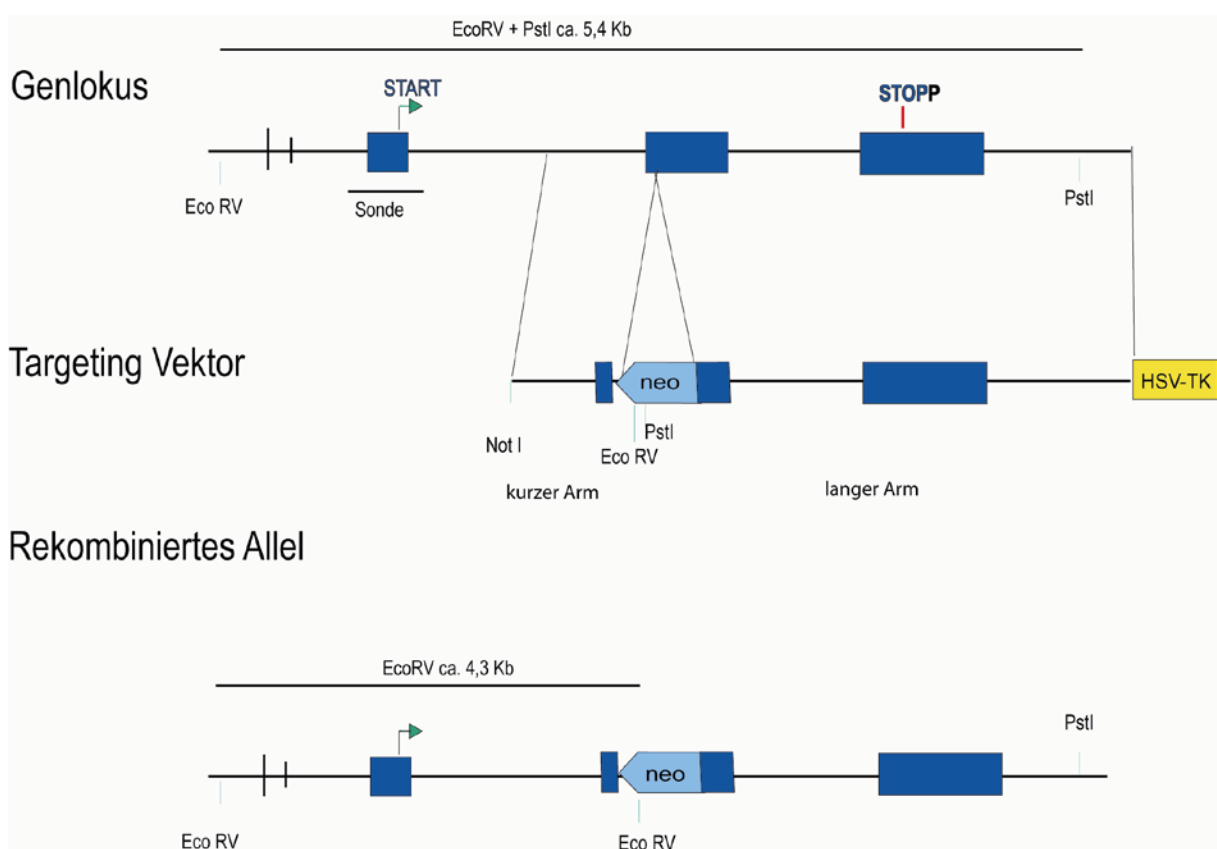 EcoRV + PstI ca. 5,4 Kb
Genlokus
START
STOPP
Eco RV
Sonde
PstI
Targeting Vektor
neo
HSV-TK
Not I
PstI
Eco RV
kurzer Arm
langer Arm
Rekombiniertes Allel
EcoRV ca. 4,3 Kb
PstI
neo
Eco RV
Eco RV